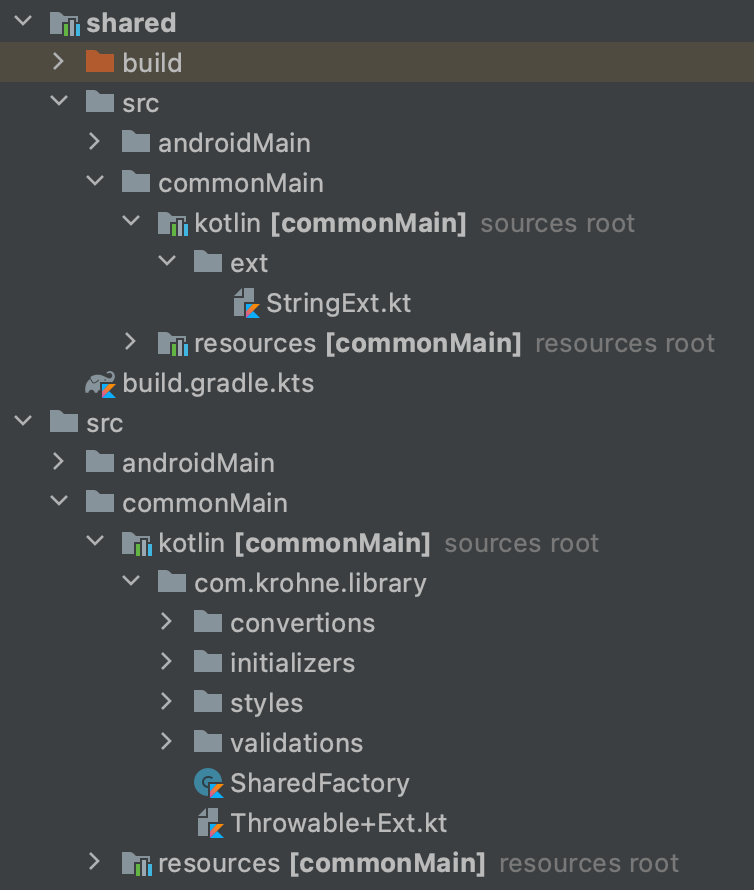 shared
build
src
androidMain
commonMain
kotlin [commonMain] sources root
ext
StringExt.kt
resources [commonMain] resources root
build.gradle.kts
src
androidMain
commonMain
kotlin [commonMain] sources root
com.krohne.library
convertions
initializers
styles
validations
SharedFactory
Throwable+Ext.kt
resources [commonMain] resources root